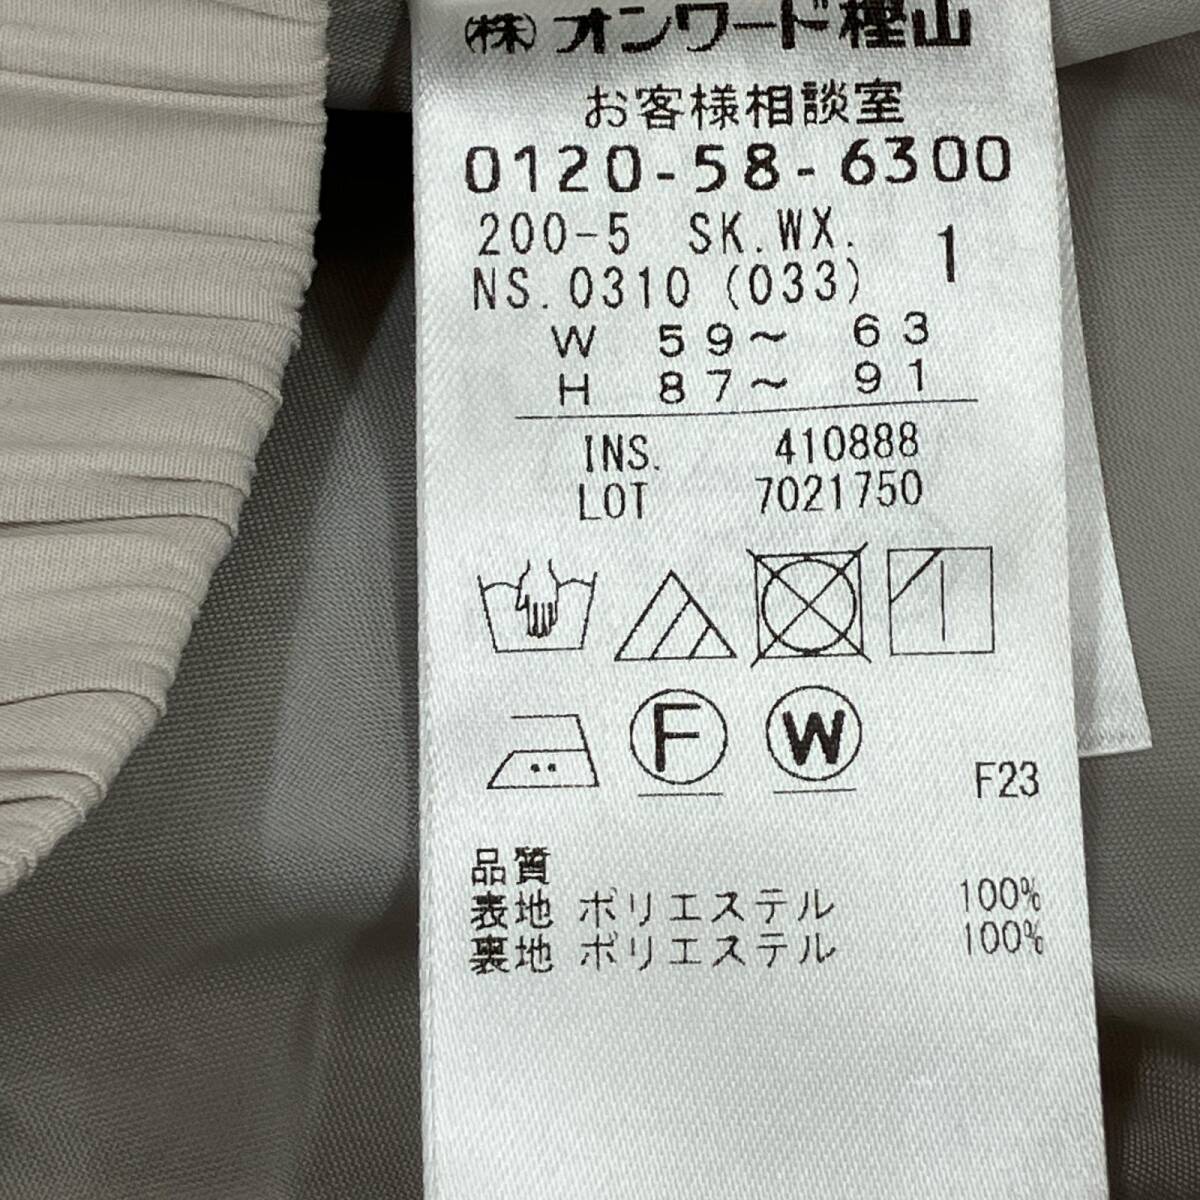 ㈱ オンワード樫山
お客様相談室
0120-58-6300
200-5 SK.WX. 1
NS.0310 (033)
W 59～ 63
H 87～ 91
INS. 410888
LOT 7021750
F W
F23
品質
表地 ポリエステル 100%
裏地 ポリエステル 100%